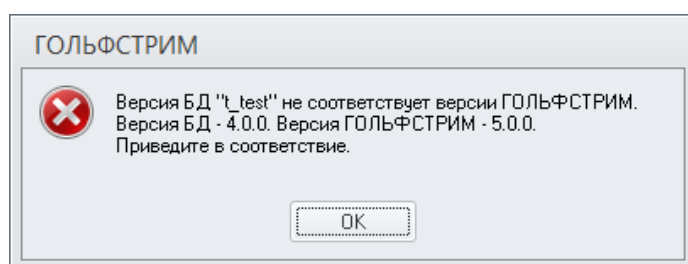 ГОЛЬФСТРИМ
Версия БД "t_test" не соответствует версии ГОЛЬФСТРИМ.
Версия БД - 4.0.0. Версия ГОЛЬФСТРИМ - 5.0.0.
Приведите в соответствие.
OK